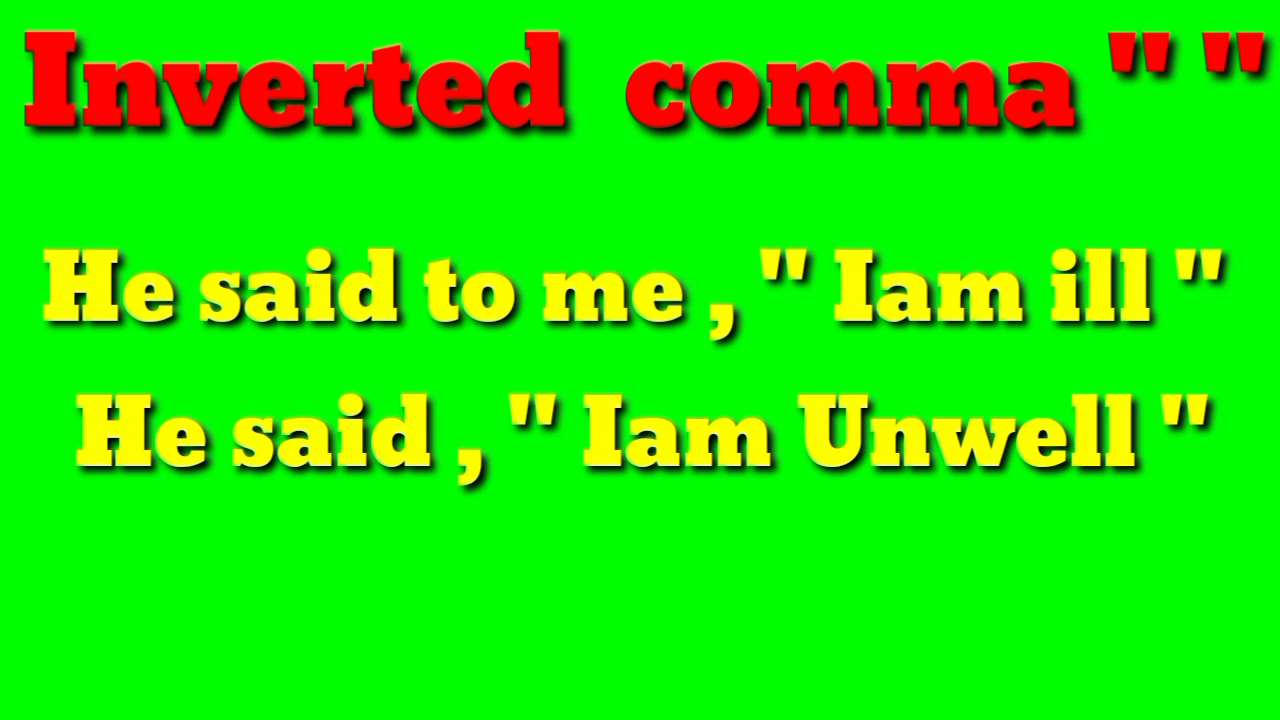 Inverted comma " "
He said to me , " Iam ill "
He said , " Iam Unwell "